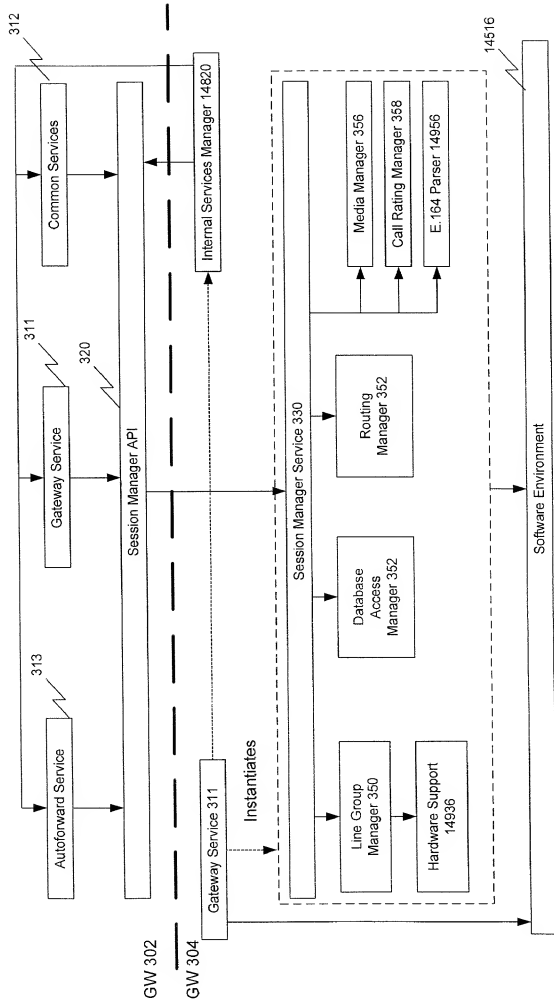 312
Common Services
311
Gateway Service
320
313
Autoforward Service
Session Manager API
GW 302
GW 304
Internal Services Manager 14820
Gateway Service 311
Instantiates
Session Manager Service 330
Media Manager 356
Call Rating Manager 358
E.164 Parser 14956
Routing
Manager 352
Database
Access
Manager 352
Line Group
Manager 350
Hardware Support
14936
14516
Software Environment